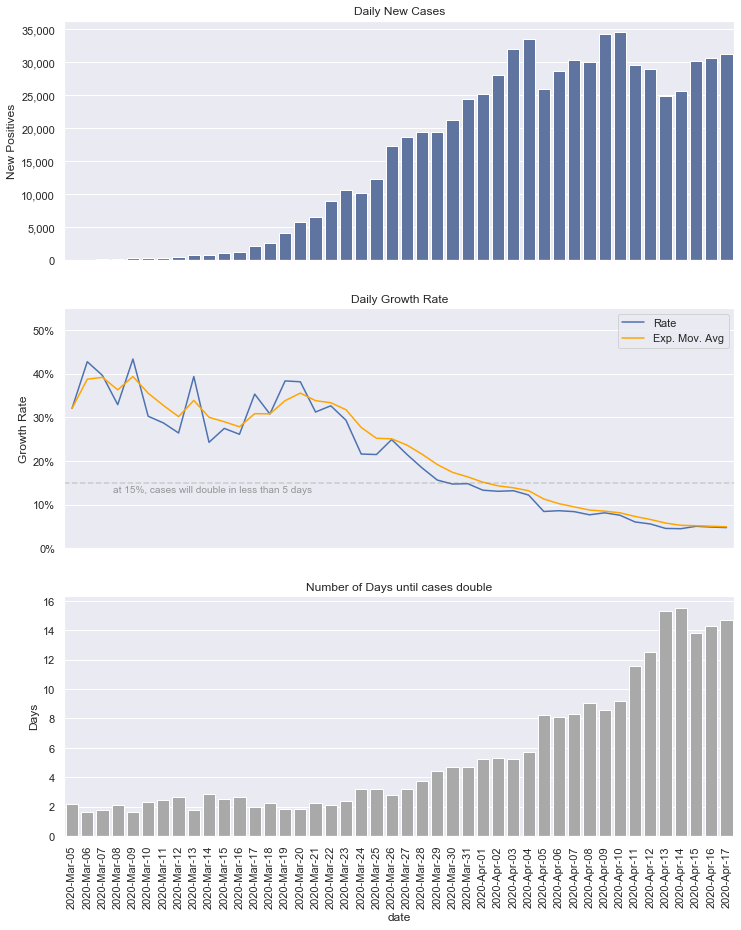 Daily New Cases
New Positives
35,000
30,000
25,000
20,000
15,000
10,000
5,000
0
Daily Growth Rate
Growth Rate
50%
40%
30%
20%
10%
0%
Rate
Exp. Mov. Avg
at 15%, cases will double in less than 5 days
Number of Days until cases double
Days
16
14
12
10
8
6
4
2
0
2020-Mar-05
2020-Mar-06
2020-Mar-07
2020-Mar-08
2020-Mar-09
2020-Mar-10
2020-Mar-11
2020-Mar-12
2020-Mar-13
2020-Mar-14
2020-Mar-15
2020-Mar-16
2020-Mar-17
2020-Mar-18
2020-Mar-19
2020-Mar-20
2020-Mar-21
2020-Mar-22
2020-Mar-23
2020-Mar-24
2020-Mar-25
2020-Mar-26
2020-Mar-27
2020-Mar-28
2020-Mar-29
2020-Mar-30
2020-Mar-31
2020-Apr-01
2020-Apr-02
2020-Apr-03
2020-Apr-04
2020-Apr-05
2020-Apr-06
2020-Apr-07
2020-Apr-08
2020-Apr-09
2020-Apr-10
2020-Apr-11
2020-Apr-12
2020-Apr-13
2020-Apr-14
2020-Apr-15
2020-Apr-16
2020-Apr-17
date